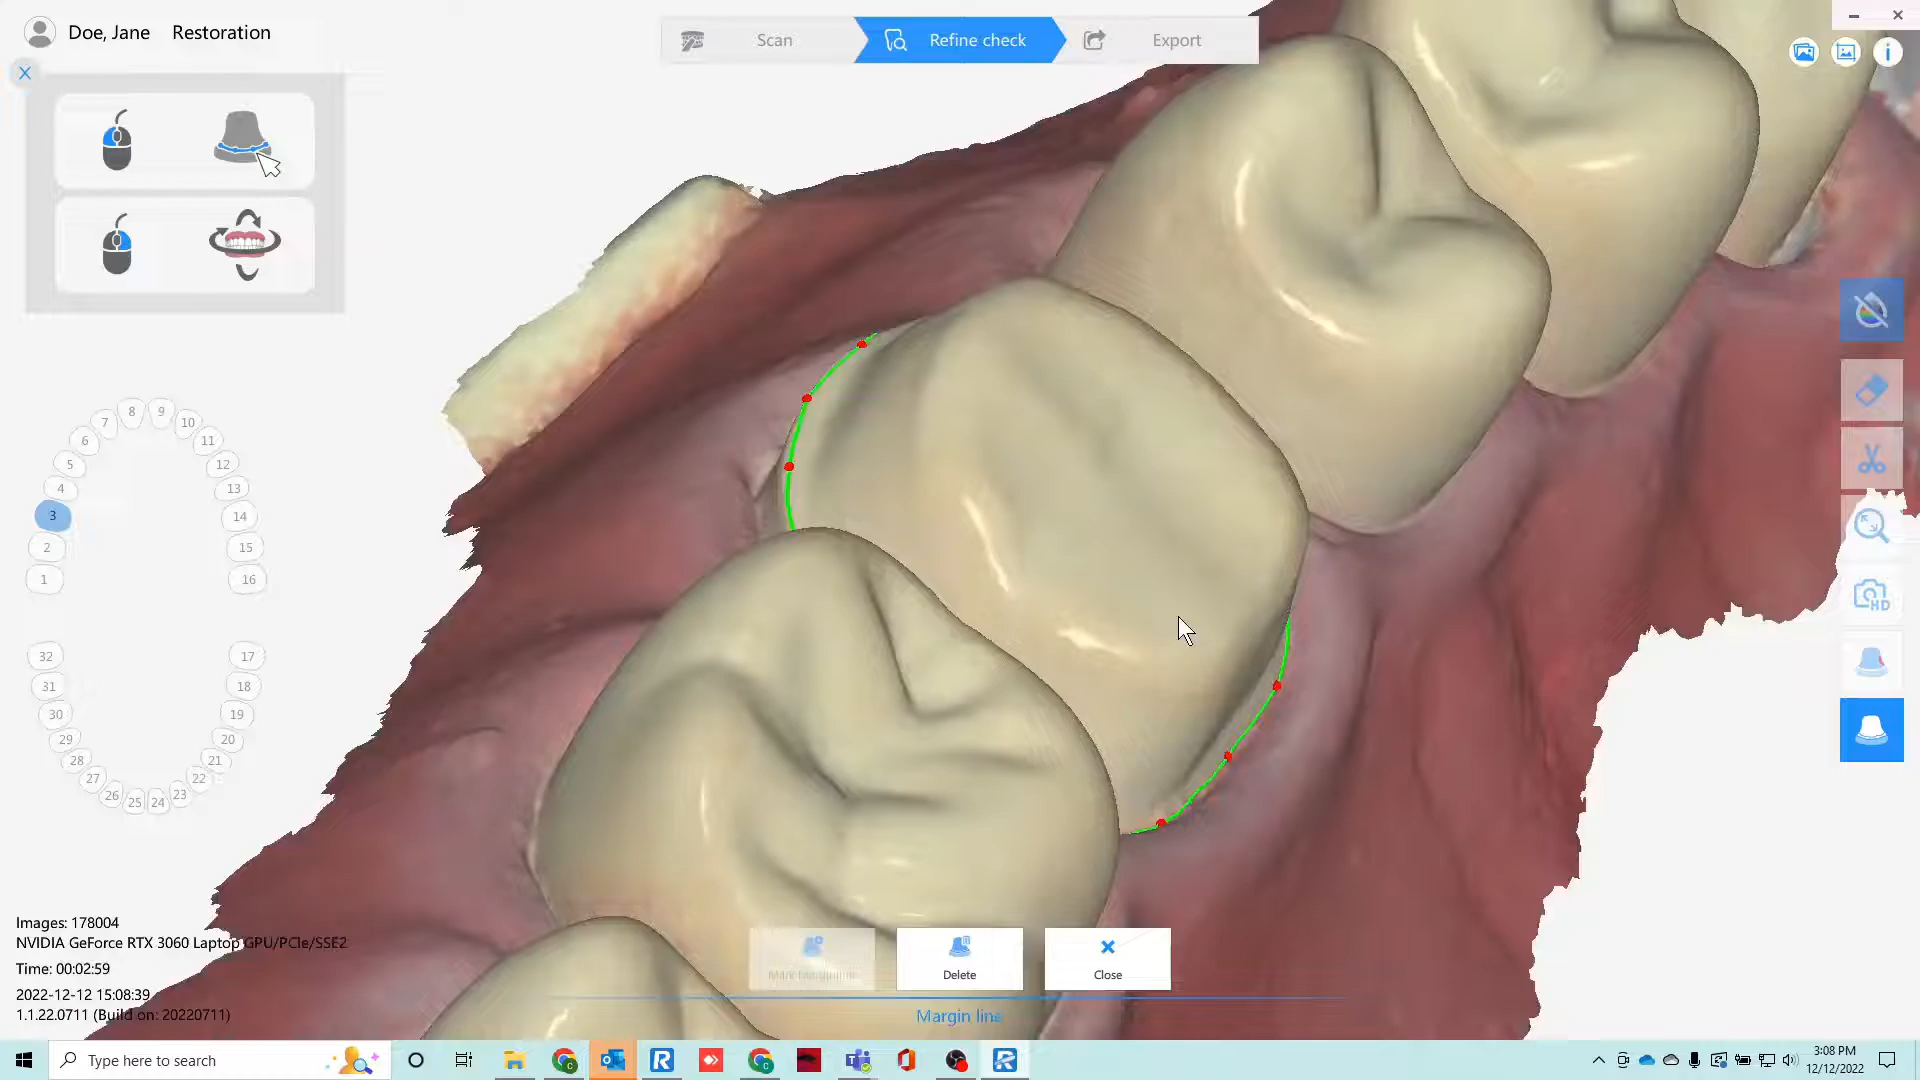 Doe, Jane Restoration
Scan
Refine check
Export
8 9
7 10
6 11
5 12
4 13
3 14
2 15
1 16
32 17
31 18
30 19
29 20
28 21
27 22
26 25 24 23
HD
Images: 178004
NVIDIA GeForce RTX 3060 Laptop GPU/PCIe/SSE2
Time: 00:02:59
2022-12-12 15:08:39
1.1.22.0711 (Build on: 20220711)
Mark Marginline
Delete
Close
Margin line
Type here to search
3:08 PM
12/12/2022